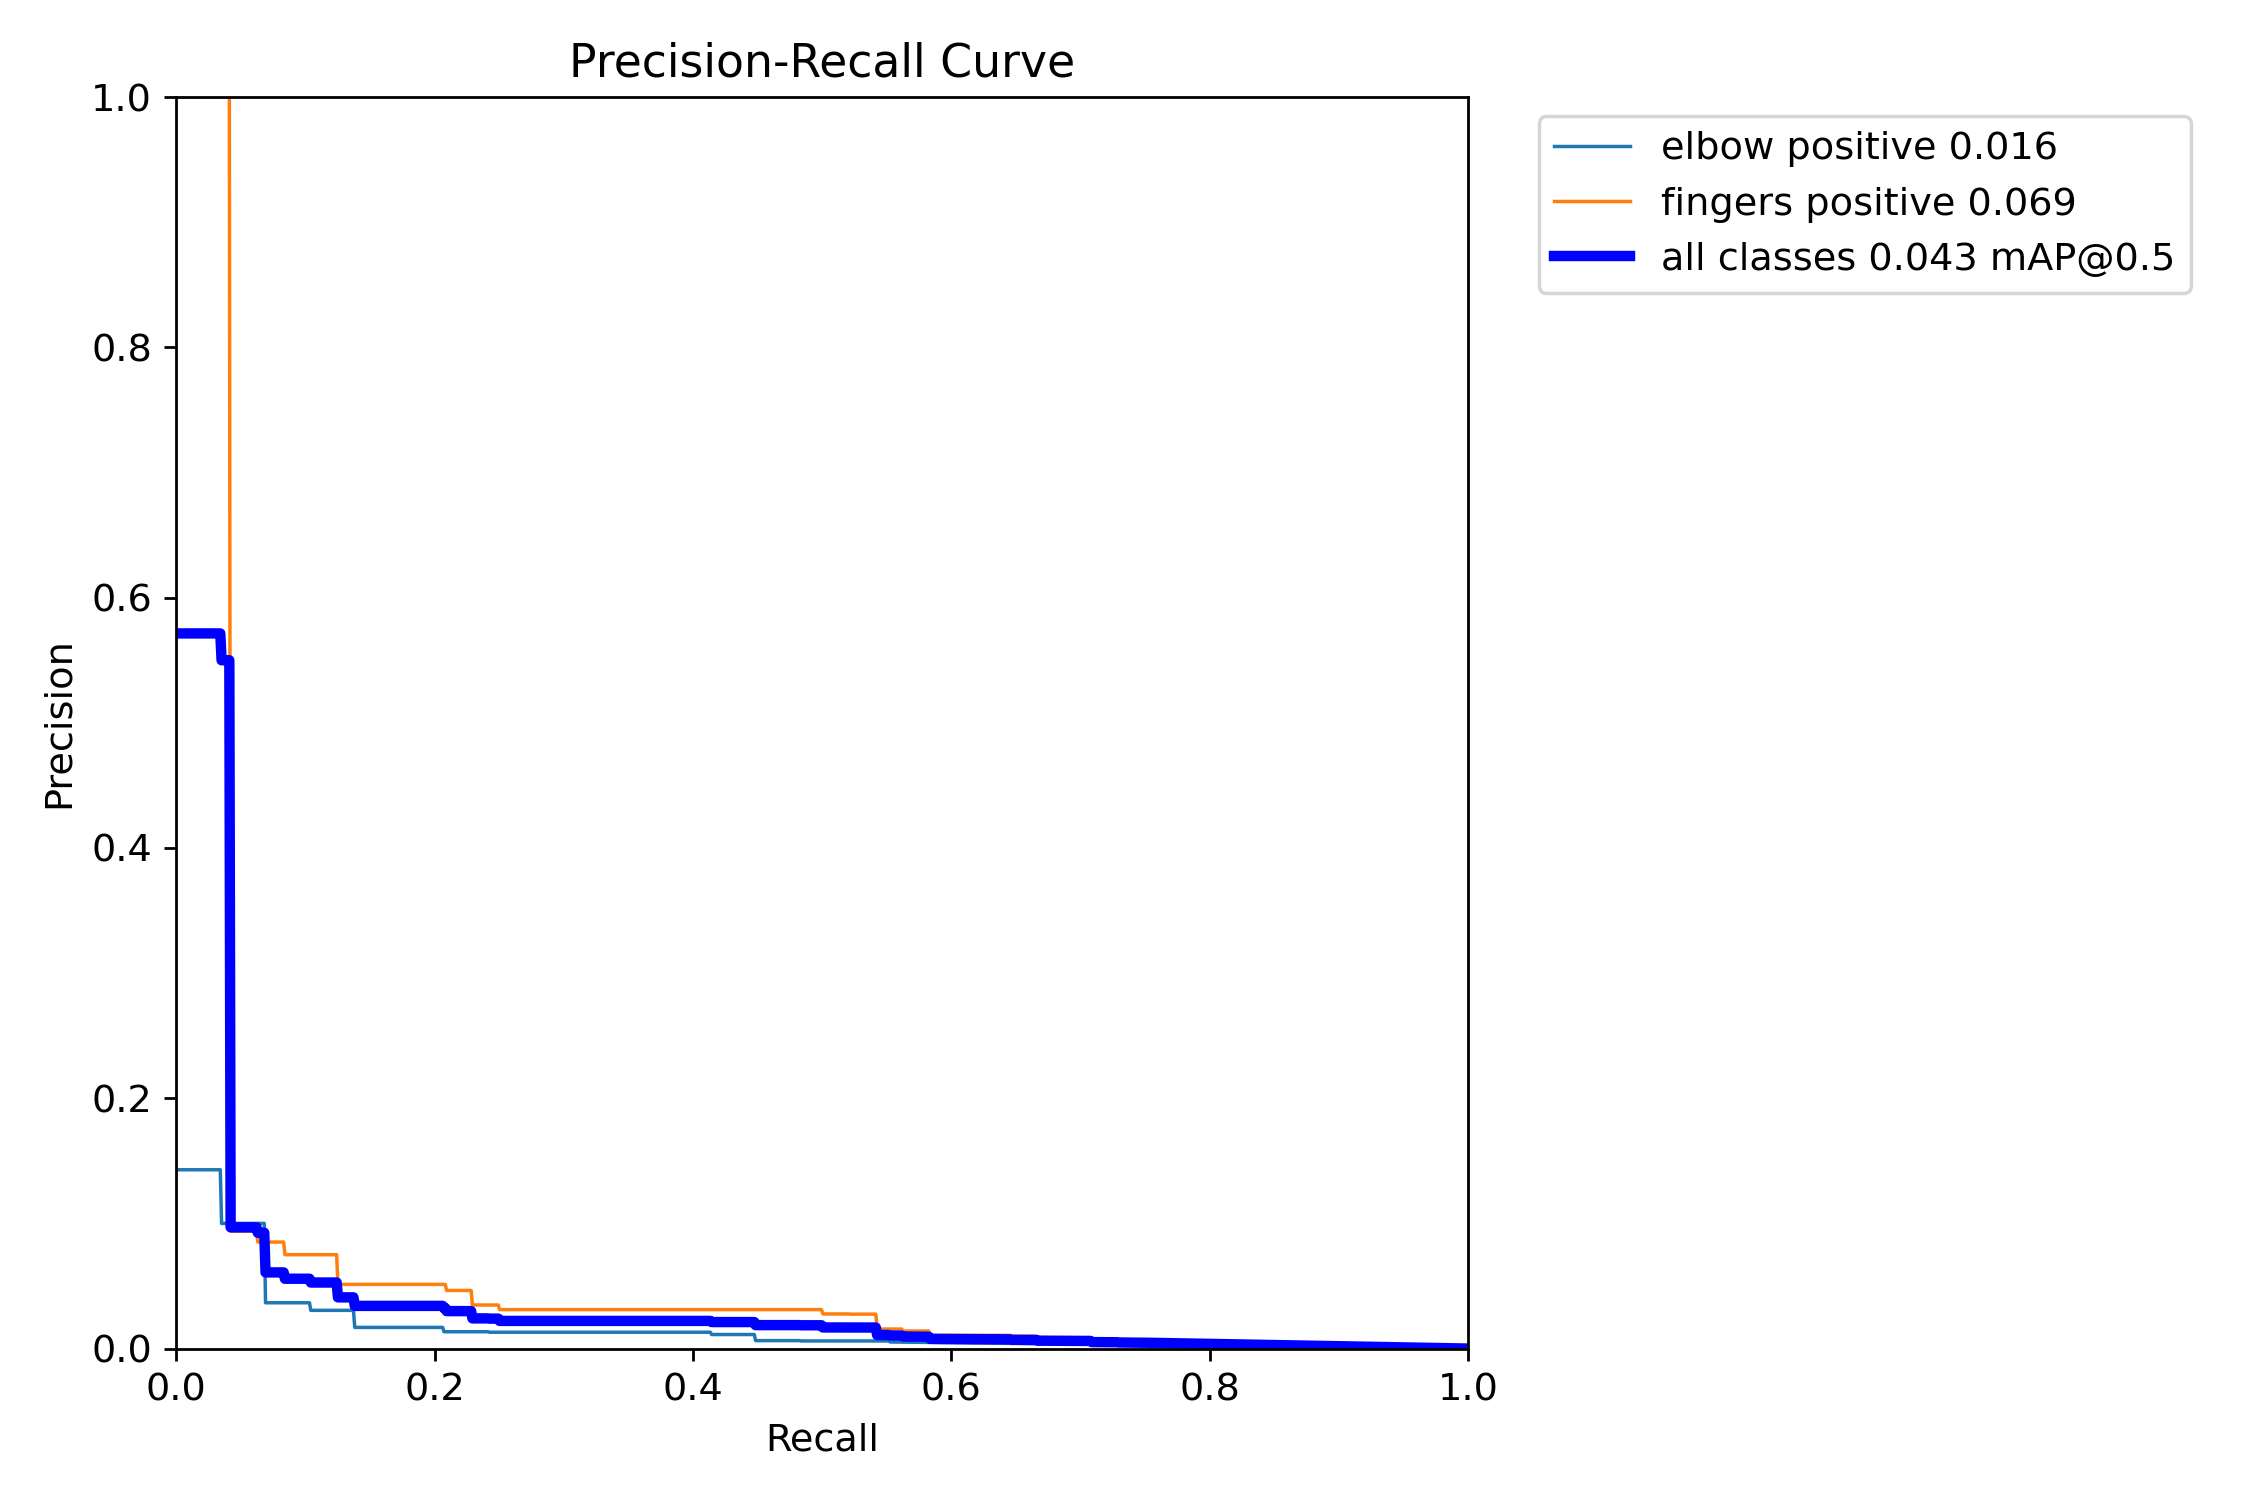 Precision-Recall Curve
elbow positive 0.016
fingers positive 0.069
all classes 0.043 mAP@0.5
1.0
0.8
0.6
0.4
0.2
0.0
Precision
0.0 0.2 0.4 0.6 0.8 1.0
Recall